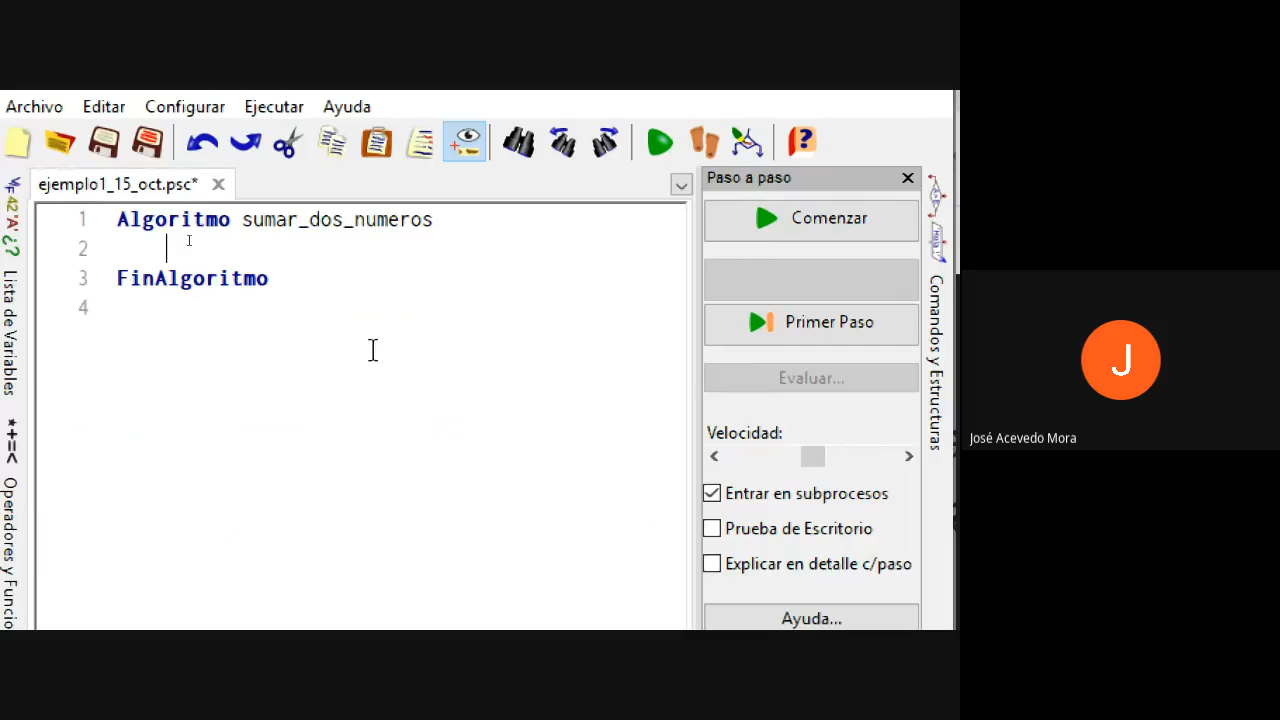 Archivo Editar Configurar Ejecutar Ayuda
ejemplo1_15_oct.psc*
Paso a paso
1 Algoritmo sumar_dos_numeros
2
3 FinAlgoritmo
4
Comenzar
Primer Paso
Evaluar...
Velocidad:
Entrar en subprocesos
Prueba de Escritorio
Explicar en detalle c/paso
Ayuda...
42 'A' ¿? Lista de Variables
*+=< Operadores y Funcio
Comandos y Estructuras
J
José Acevedo Mora